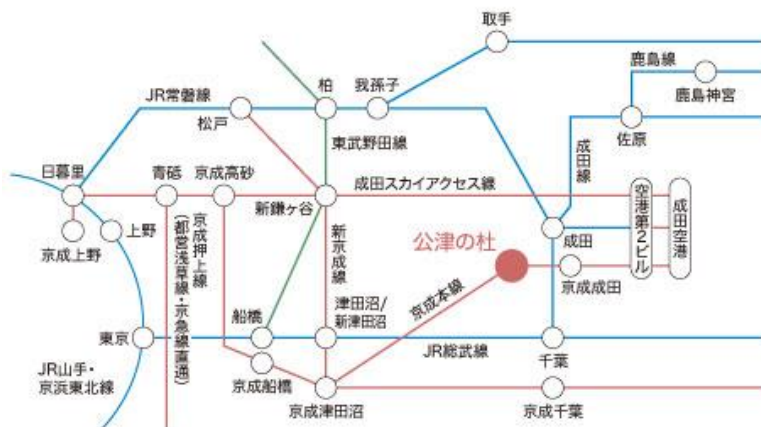 取手
鹿島線
鹿島神宮
柏
我孫子
JR常磐線
松戸
東武野田線
佐原
成田線
日暮里
青砥
京成高砂
新鎌ヶ谷
成田スカイアクセス線
空港第2ビル
成田空港
京成上野
上野
京成押上線
(都営浅草線・京急線直通)
新京成線
公津の杜
成田
京成成田
京成本線
東京
船橋
津田沼/
新津田沼
JR総武線
千葉
JR山手・
京浜東北線
京成船橋
京成津田沼
京成千葉